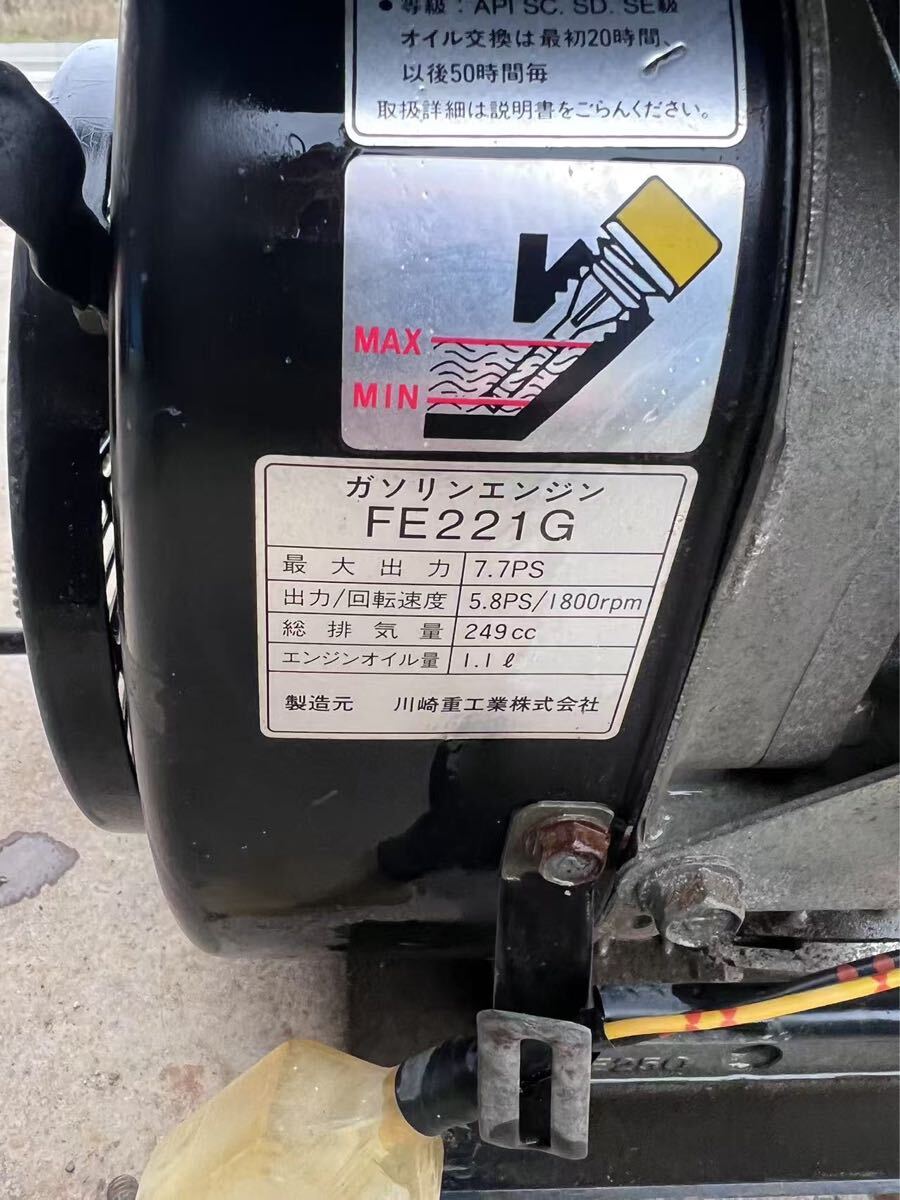 ●等級:API SC. SD. SE級
オイル交換は最初20時間、
以後50時間毎
取扱詳細は説明書をごらんください。
MAX
MIN
ガソリンエンジン
FE221G
最大出力 7.7PS
出力/回転速度 5.8PS/1800rpm
総排気量 249cc
エンジンオイル量 1.1ℓ
製造元 川崎重工業株式会社